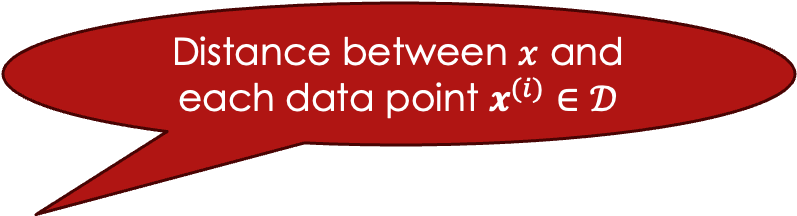 Distance between 𝒙 and
each data point 𝒙⁽ⁱ⁾ ∈ 𝒟